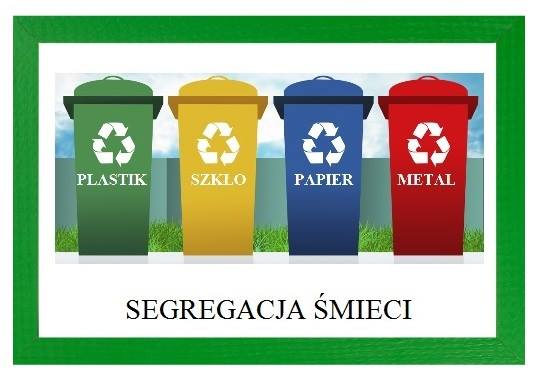 PLASTIK SZKLO PAPIER METAL
SEGREGACJA ŚMIECI